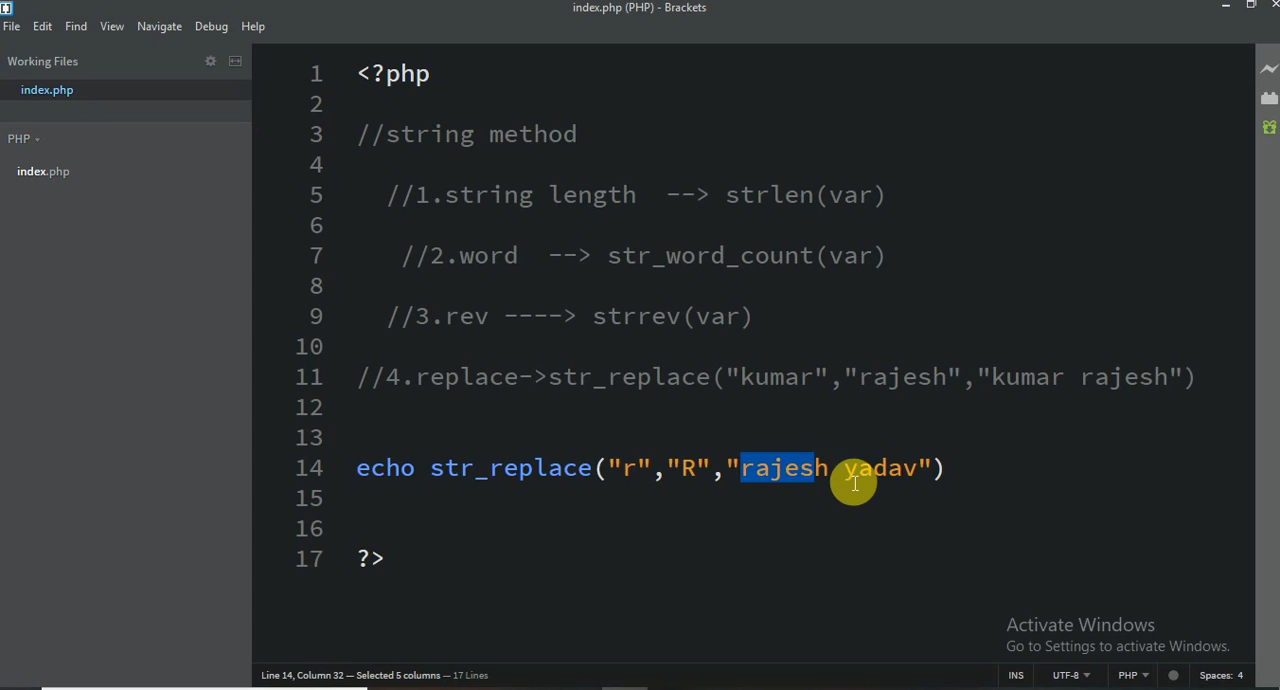 index.php (PHP) - Brackets
File Edit Find View Navigate Debug Help
Working Files
index.php
PHP
index.php
1 <?php
2
3 //string method
4
5 //1.string length --> strlen(var)
6
7 //2.word --> str_word_count(var)
8
9 //3.rev ----> strrev(var)
10
11 //4.replace->str_replace("kumar","rajesh","kumar rajesh")
12
13
14 echo str_replace("r","R","rajesh yadav")
15
16
17 ?>
Activate Windows
Go to Settings to activate Windows.
Line 14, Column 32 — Selected 5 columns — 17 Lines
INS UTF-8 PHP Spaces: 4